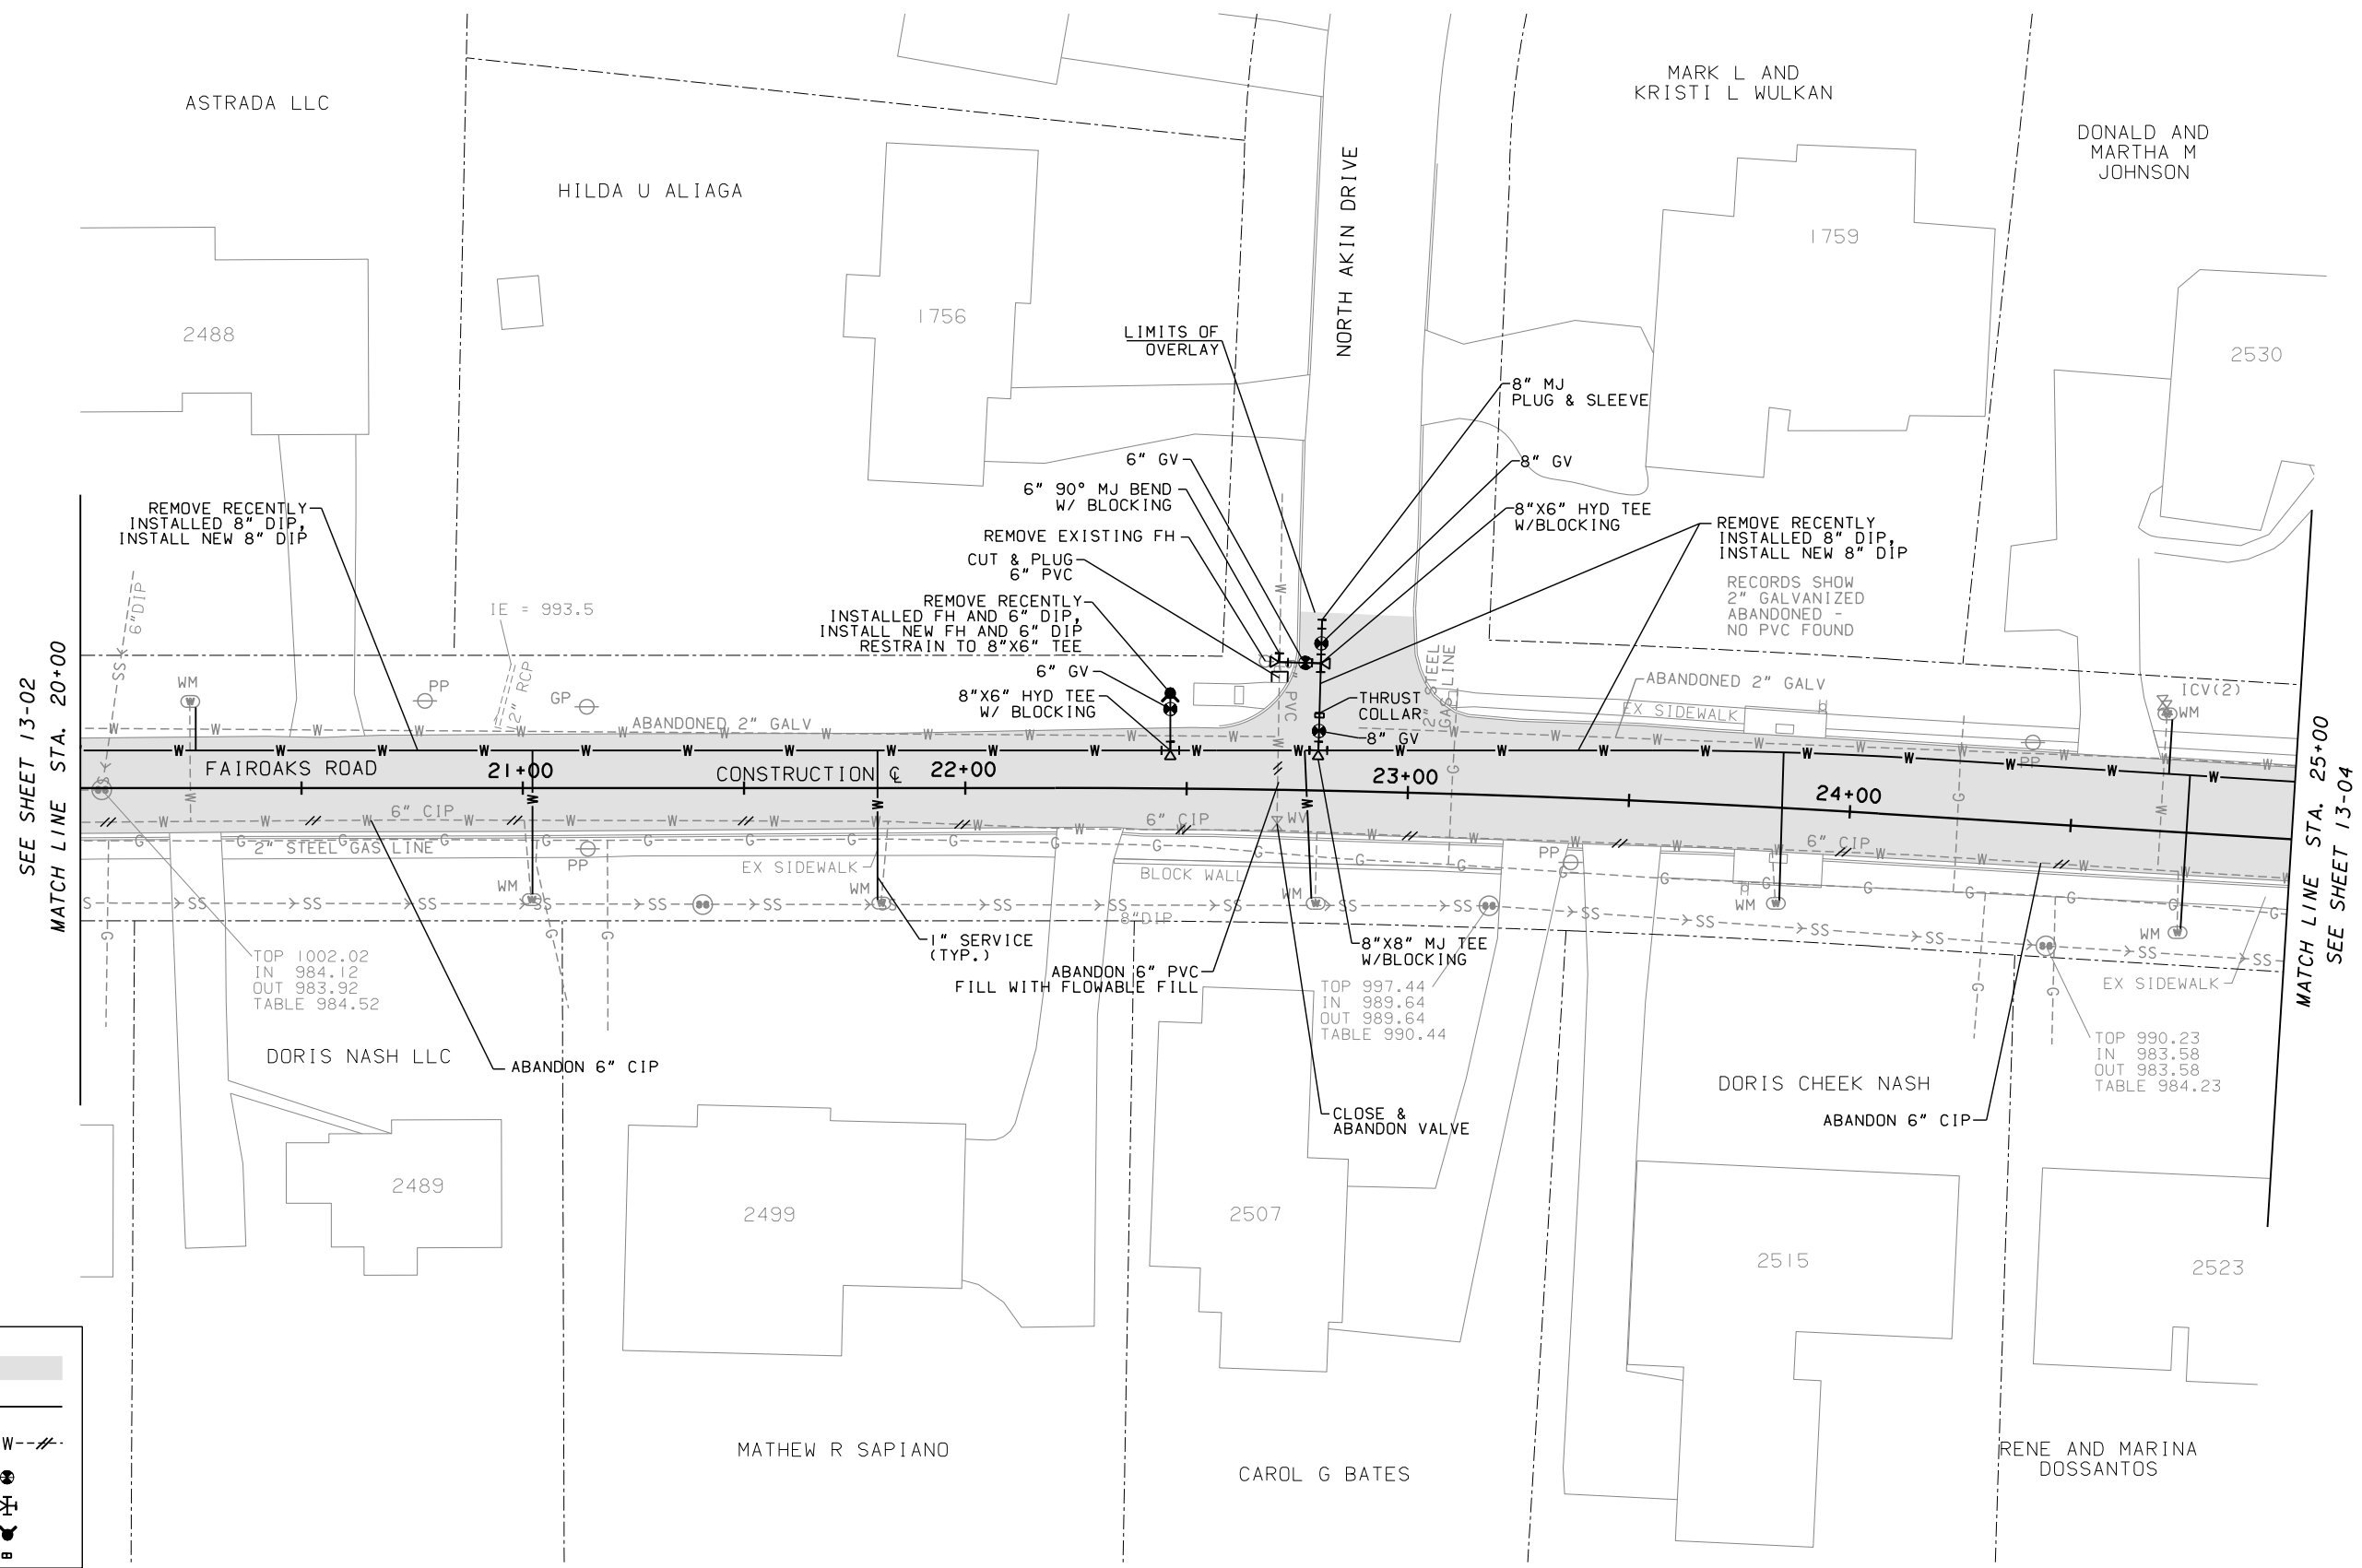 ASTRADA LLC
HILDA U ALIAGA
MARK L AND
KRISTI L WULKAN
DONALD AND
MARTHA M
JOHNSON
NORTH AKIN DRIVE
2488
1756
1759
2530
LIMITS OF
OVERLAY
8" MJ
PLUG & SLEEVE
6" GV
8" GV
6" 90° MJ BEND
W/ BLOCKING
8"X6" HYD TEE
W/BLOCKING
REMOVE RECENTLY
INSTALLED 8" DIP,
INSTALL NEW 8" DIP
REMOVE EXISTING FH
CUT & PLUG
6" PVC
REMOVE RECENTLY
INSTALLED 8" DIP,
INSTALL NEW 8" DIP
RECORDS SHOW
2" GALVANIZED
ABANDONED -
NO PVC FOUND
REMOVE RECENTLY
INSTALLED FH AND 6" DIP,
INSTALL NEW FH AND 6" DIP
RESTRAIN TO 8"X6" TEE
6" GV
8"X6" HYD TEE
W/ BLOCKING
THRUST
COLLAR
8" GV
2" STEEL
GAS LINE
6"DIP
IE = 993.5
RCP
WM
PP
GP
ABANDONED 2" GALV
ABANDONED 2" GALV
EX SIDEWALK
ICV(2)
WM
PP
PVC
SEE SHEET 13-02
MATCH LINE STA. 20+00
FAIROAKS ROAD
21+00
CONSTRUCTION ℄
22+00
23+00
24+00
MATCH LINE STA. 25+00
SEE SHEET 13-04
6" CIP
6" CIP
6" CIP
WV
2" STEEL GAS LINE
PP
EX SIDEWALK
BLOCK WALL
PP
WM
WM
WM
WM
WM
8"DIP
1" SERVICE
(TYP.)
8"X8" MJ TEE
W/BLOCKING
ABANDON 6" PVC
FILL WITH FLOWABLE FILL
TOP 1002.02
IN 984.12
OUT 983.92
TABLE 984.52
TOP 997.44
IN 989.64
OUT 989.64
TABLE 990.44
EX SIDEWALK
TOP 990.23
IN 983.58
OUT 983.58
TABLE 984.23
DORIS NASH LLC
ABANDON 6" CIP
CLOSE &
ABANDON VALVE
DORIS CHEEK NASH
ABANDON 6" CIP
2489
2499
2507
2515
2523
MATHEW R SAPIANO
CAROL G BATES
RENE AND MARINA
DOSSANTOS